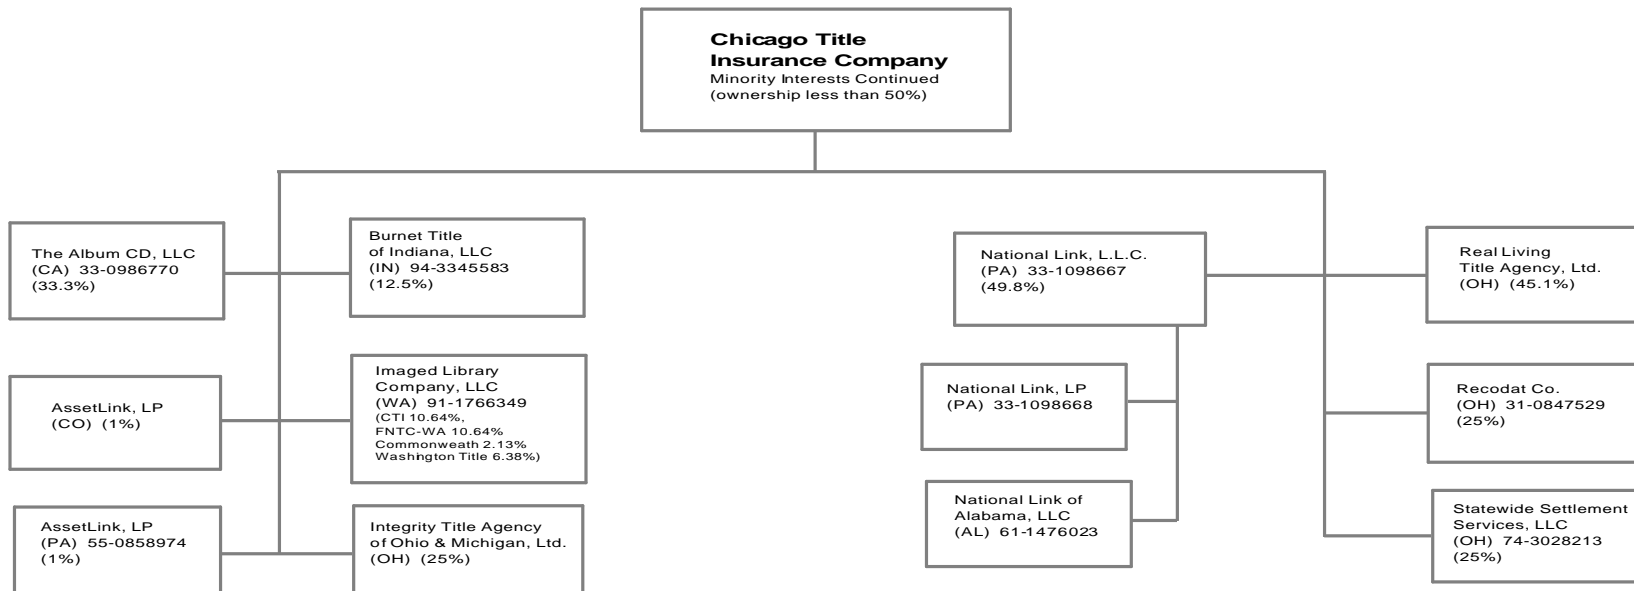 Chicago Title
Insurance Company
Minority Interests Continued
(ownership less than 50%)
The Album CD, LLC
(CA) 33-0986770
(33.3%)
Burnet Title
of Indiana, LLC
(IN) 94-3345583
(12.5%)
National Link, L.L.C.
(PA) 33-1098667
(49.8%)
Real Living
Title Agency, Ltd.
(OH) (45.1%)
AssetLink, LP
(CO) (1%)
Imaged Library
Company, LLC
(WA) 91-1766349
(CTI 10.64%,
FNTC-WA 10.64%
Commonweath 2.13%
Washington Title 6.38%)
National Link, LP
(PA) 33-1098668
Recodat Co.
(OH) 31-0847529
(25%)
AssetLink, LP
(PA) 55-0858974
(1%)
Integrity Title Agency
of Ohio & Michigan, Ltd.
(OH) (25%)
National Link of
Alabama, LLC
(AL) 61-1476023
Statewide Settlement
Services, LLC
(OH) 74-3028213
(25%)